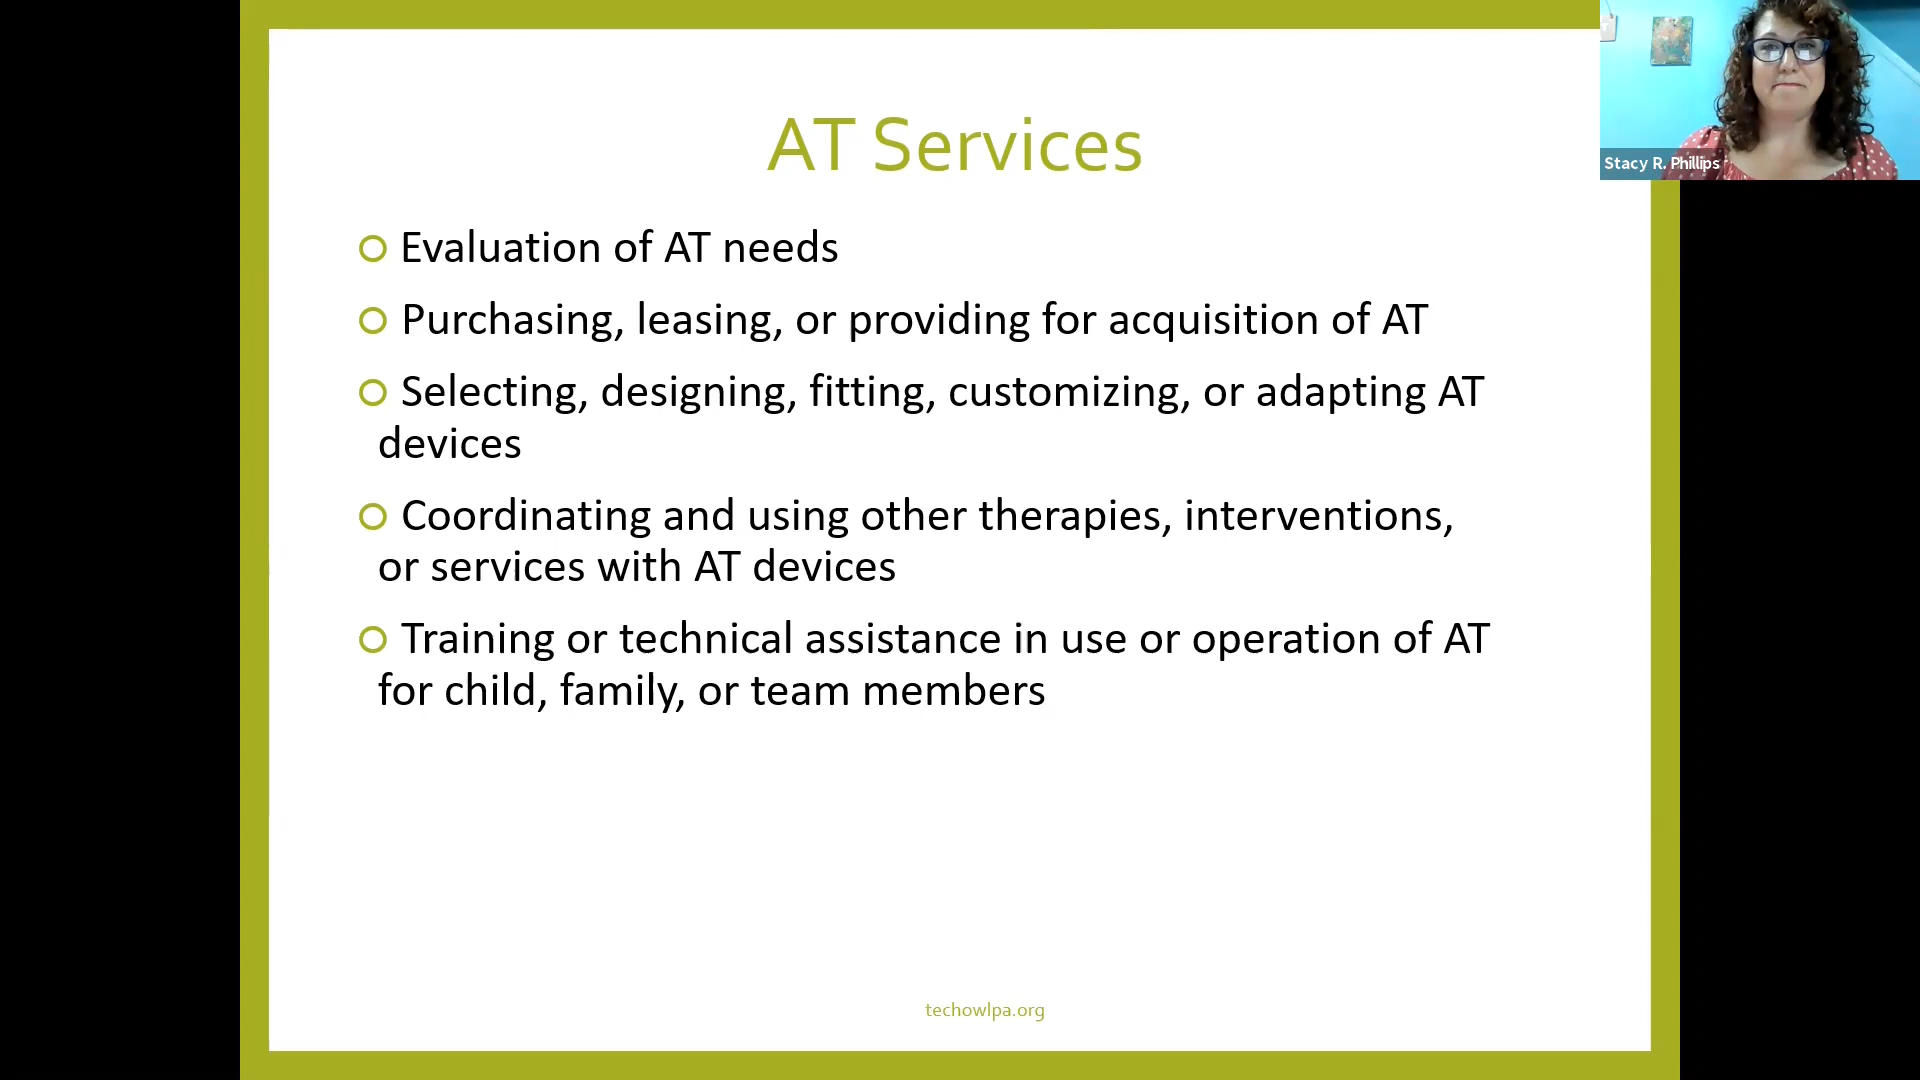 AT Services
Evaluation of AT needs
Purchasing, leasing, or providing for acquisition of AT
Selecting, designing, fitting, customizing, or adapting AT
devices
Coordinating and using other therapies, interventions,
or services with AT devices
Training or technical assistance in use or operation of AT
for child, family, or team members
techowlpa.org
Stacy R. Phillips